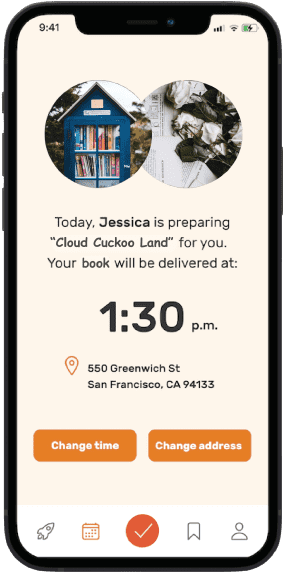 9:41
Today, Jessica is preparing
“Cloud Cuckoo Land” for you.
Your book will be delivered at:
1:30 p.m.
550 Greenwich St
San Francisco, CA 94133
Change time
Change address